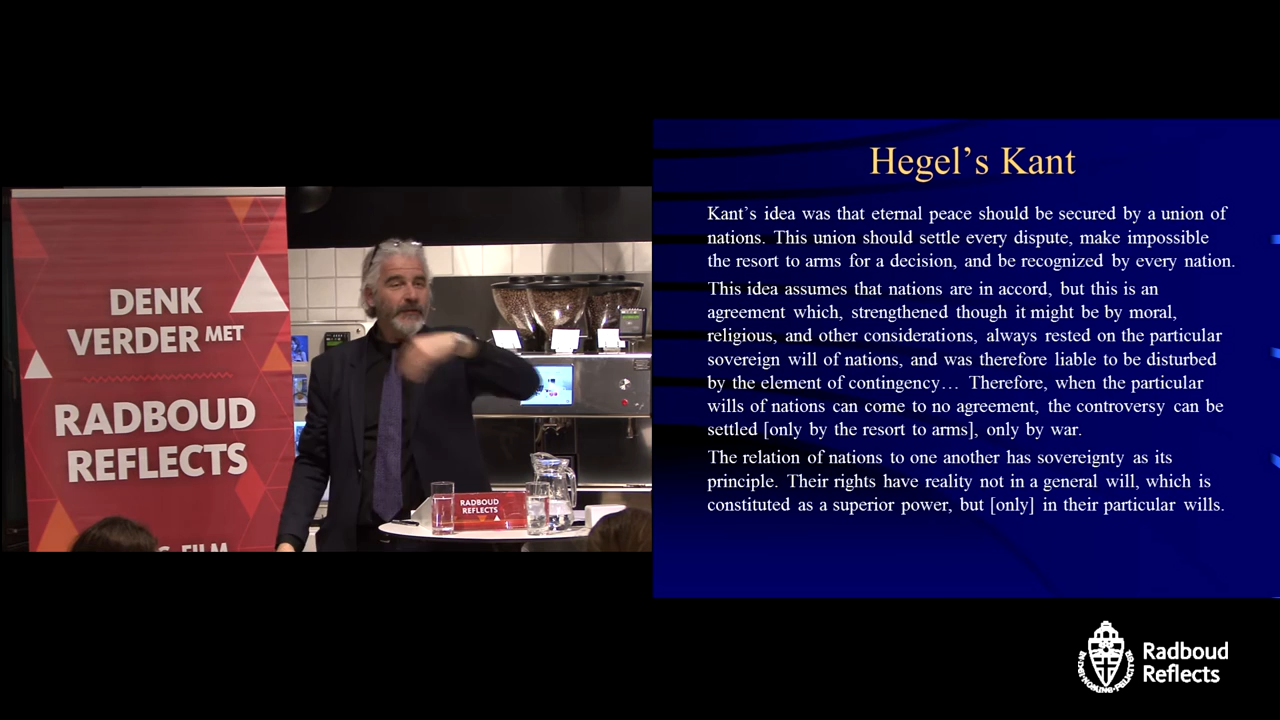 DENK
VERDER MET
RADBOUD
REFLECTS
FILM
RADBOUD
REFLECTS
Hegel’s Kant
Kant’s idea was that eternal peace should be secured by a union of
nations. This union should settle every dispute, make impossible
the resort to arms for a decision, and be recognized by every nation.
This idea assumes that nations are in accord, but this is an
agreement which, strengthened though it might be by moral,
religious, and other considerations, always rested on the particular
sovereign will of nations, and was therefore liable to be disturbed
by the element of contingency… Therefore, when the particular
wills of nations can come to no agreement, the controversy can be
settled [only by the resort to arms], only by war.
The relation of nations to one another has sovereignty as its
principle. Their rights have reality not in a general will, which is
constituted as a superior power, but [only] in their particular wills.
Radboud
Reflects